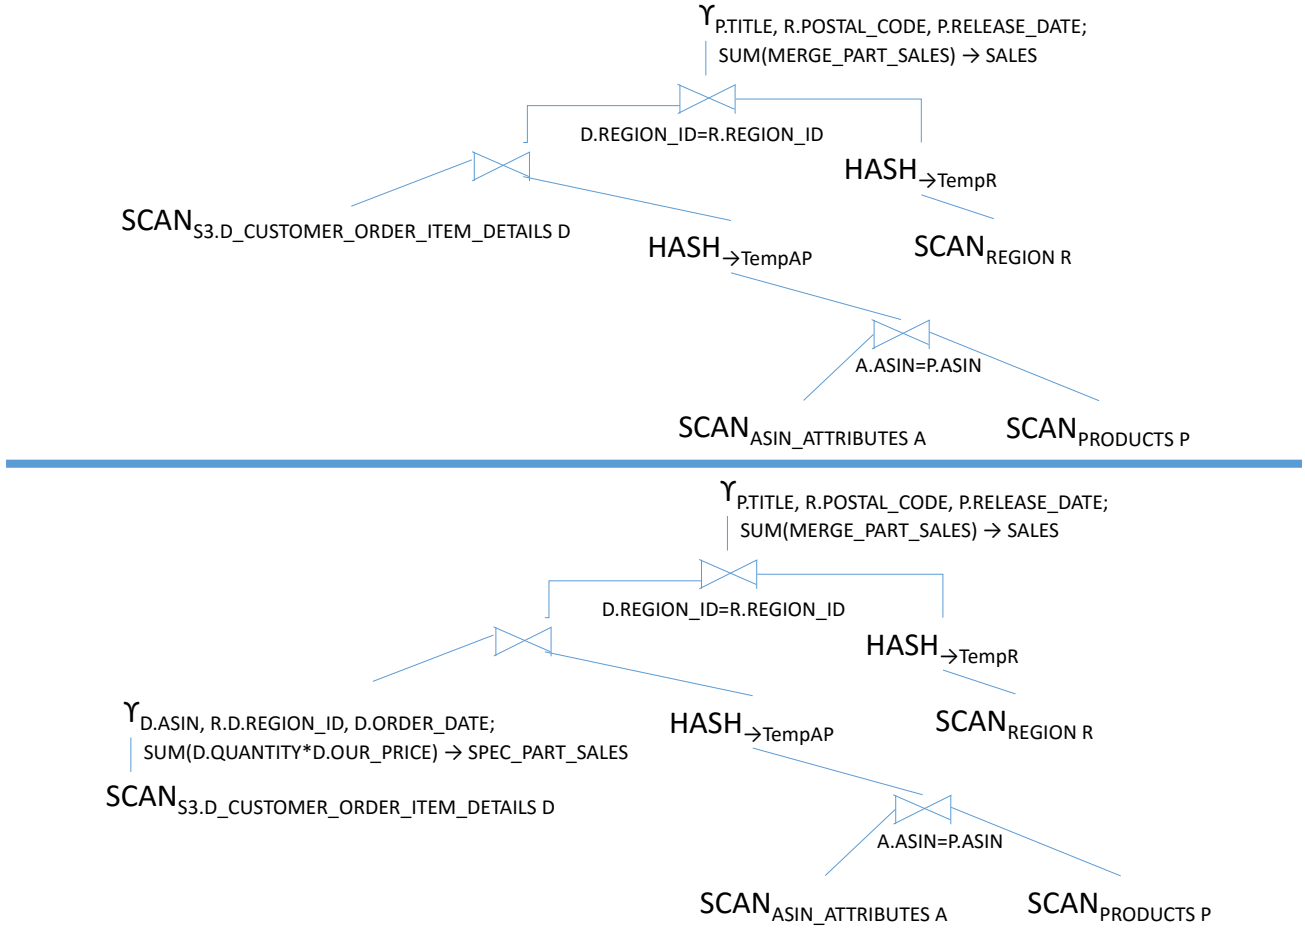 ϒP.TITLE, R.POSTAL_CODE, P.RELEASE_DATE;
SUM(MERGE_PART_SALES) → SALES
D.REGION_ID=R.REGION_ID
HASH→TempR
SCANS3.D_CUSTOMER_ORDER_ITEM_DETAILS D
HASH→TempAP
SCANREGION R
A.ASIN=P.ASIN
SCANASIN_ATTRIBUTES A
SCANPRODUCTS P
ϒP.TITLE, R.POSTAL_CODE, P.RELEASE_DATE;
SUM(MERGE_PART_SALES) → SALES
D.REGION_ID=R.REGION_ID
HASH→TempR
ϒD.ASIN, R.D.REGION_ID, D.ORDER_DATE;
SUM(D.QUANTITY*D.OUR_PRICE) → SPEC_PART_SALES
HASH→TempAP
SCANREGION R
SCANS3.D_CUSTOMER_ORDER_ITEM_DETAILS D
A.ASIN=P.ASIN
SCANASIN_ATTRIBUTES A
SCANPRODUCTS P